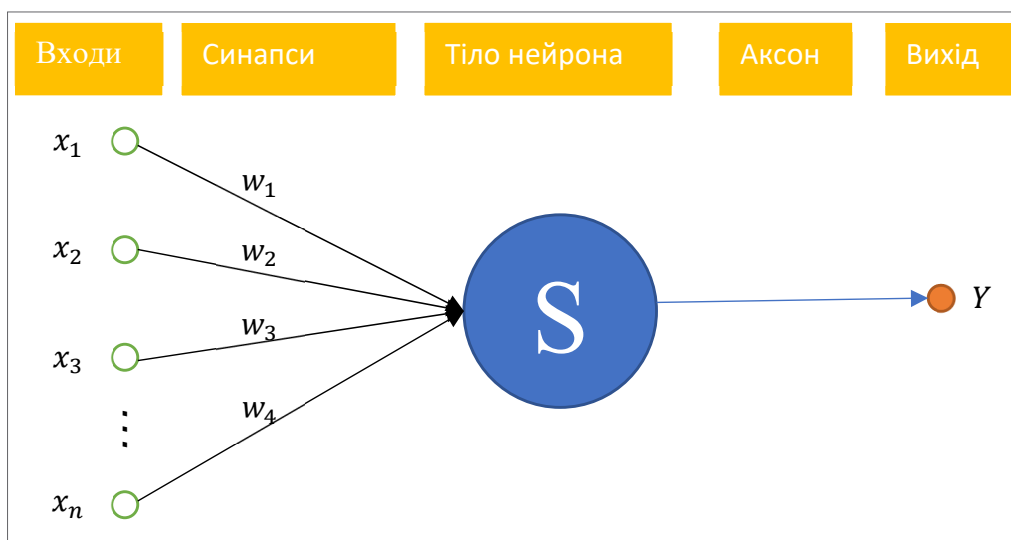 Входи Синапси Тіло нейрона Аксон Вихід
x₁
w₁
x₂
w₂
S
Y
w₃
x₃
w₄
⋮
xₙ